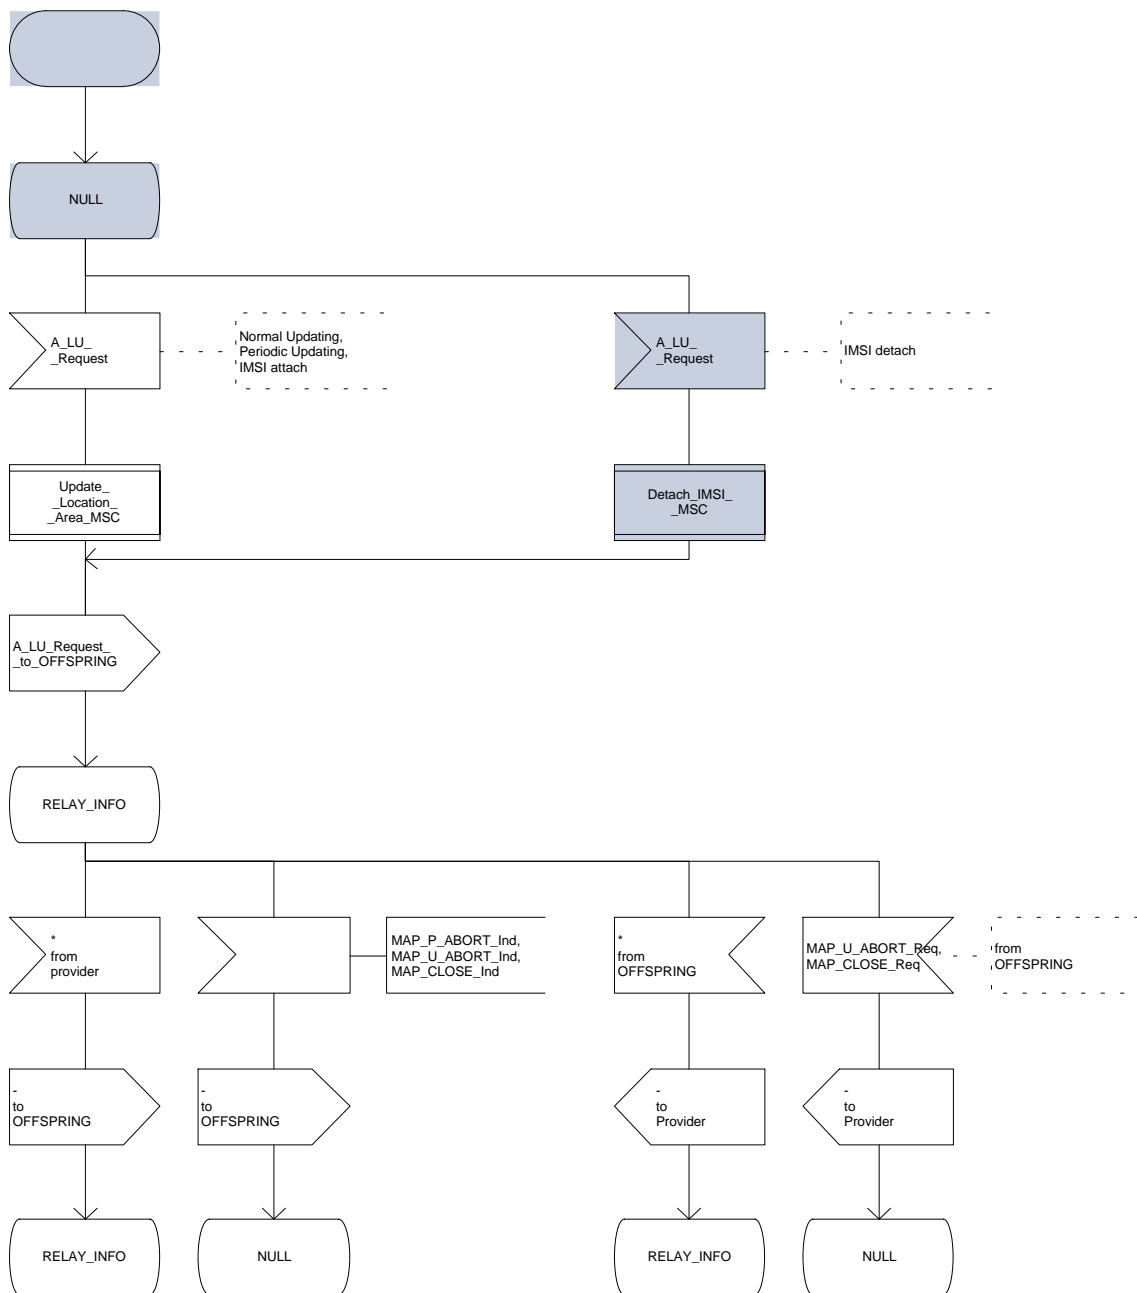 NULL
A_LU_
_Request
Normal Updating,
Periodic Updating,
IMSI attach
A_LU_
_Request
IMSI detach
Update_
_Location_
_Area_MSC
Detach_IMSI_
_MSC
A_LU_Request_
_to_OFFSPRING
RELAY_INFO
*
from
provider
MAP_P_ABORT_Ind,
MAP_U_ABORT_Ind,
MAP_CLOSE_Ind
*
from
OFFSPRING
MAP_U_ABORT_Req,
MAP_CLOSE_Req
from
OFFSPRING
-
to
OFFSPRING
-
to
OFFSPRING
-
to
Provider
-
to
Provider
RELAY_INFO
NULL
RELAY_INFO
NULL